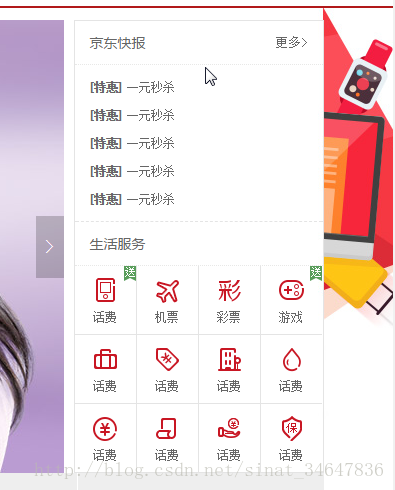 京东快报 更多>
[特惠] 一元秒杀
[特惠] 一元秒杀
[特惠] 一元秒杀
[特惠] 一元秒杀
[特惠] 一元秒杀
生活服务
送 送
彩
话费 机票 彩票 游戏
话费 话费 话费 话费
保
话费 话费 话费 话费
http://blog.csdn.net/sinat_34647836